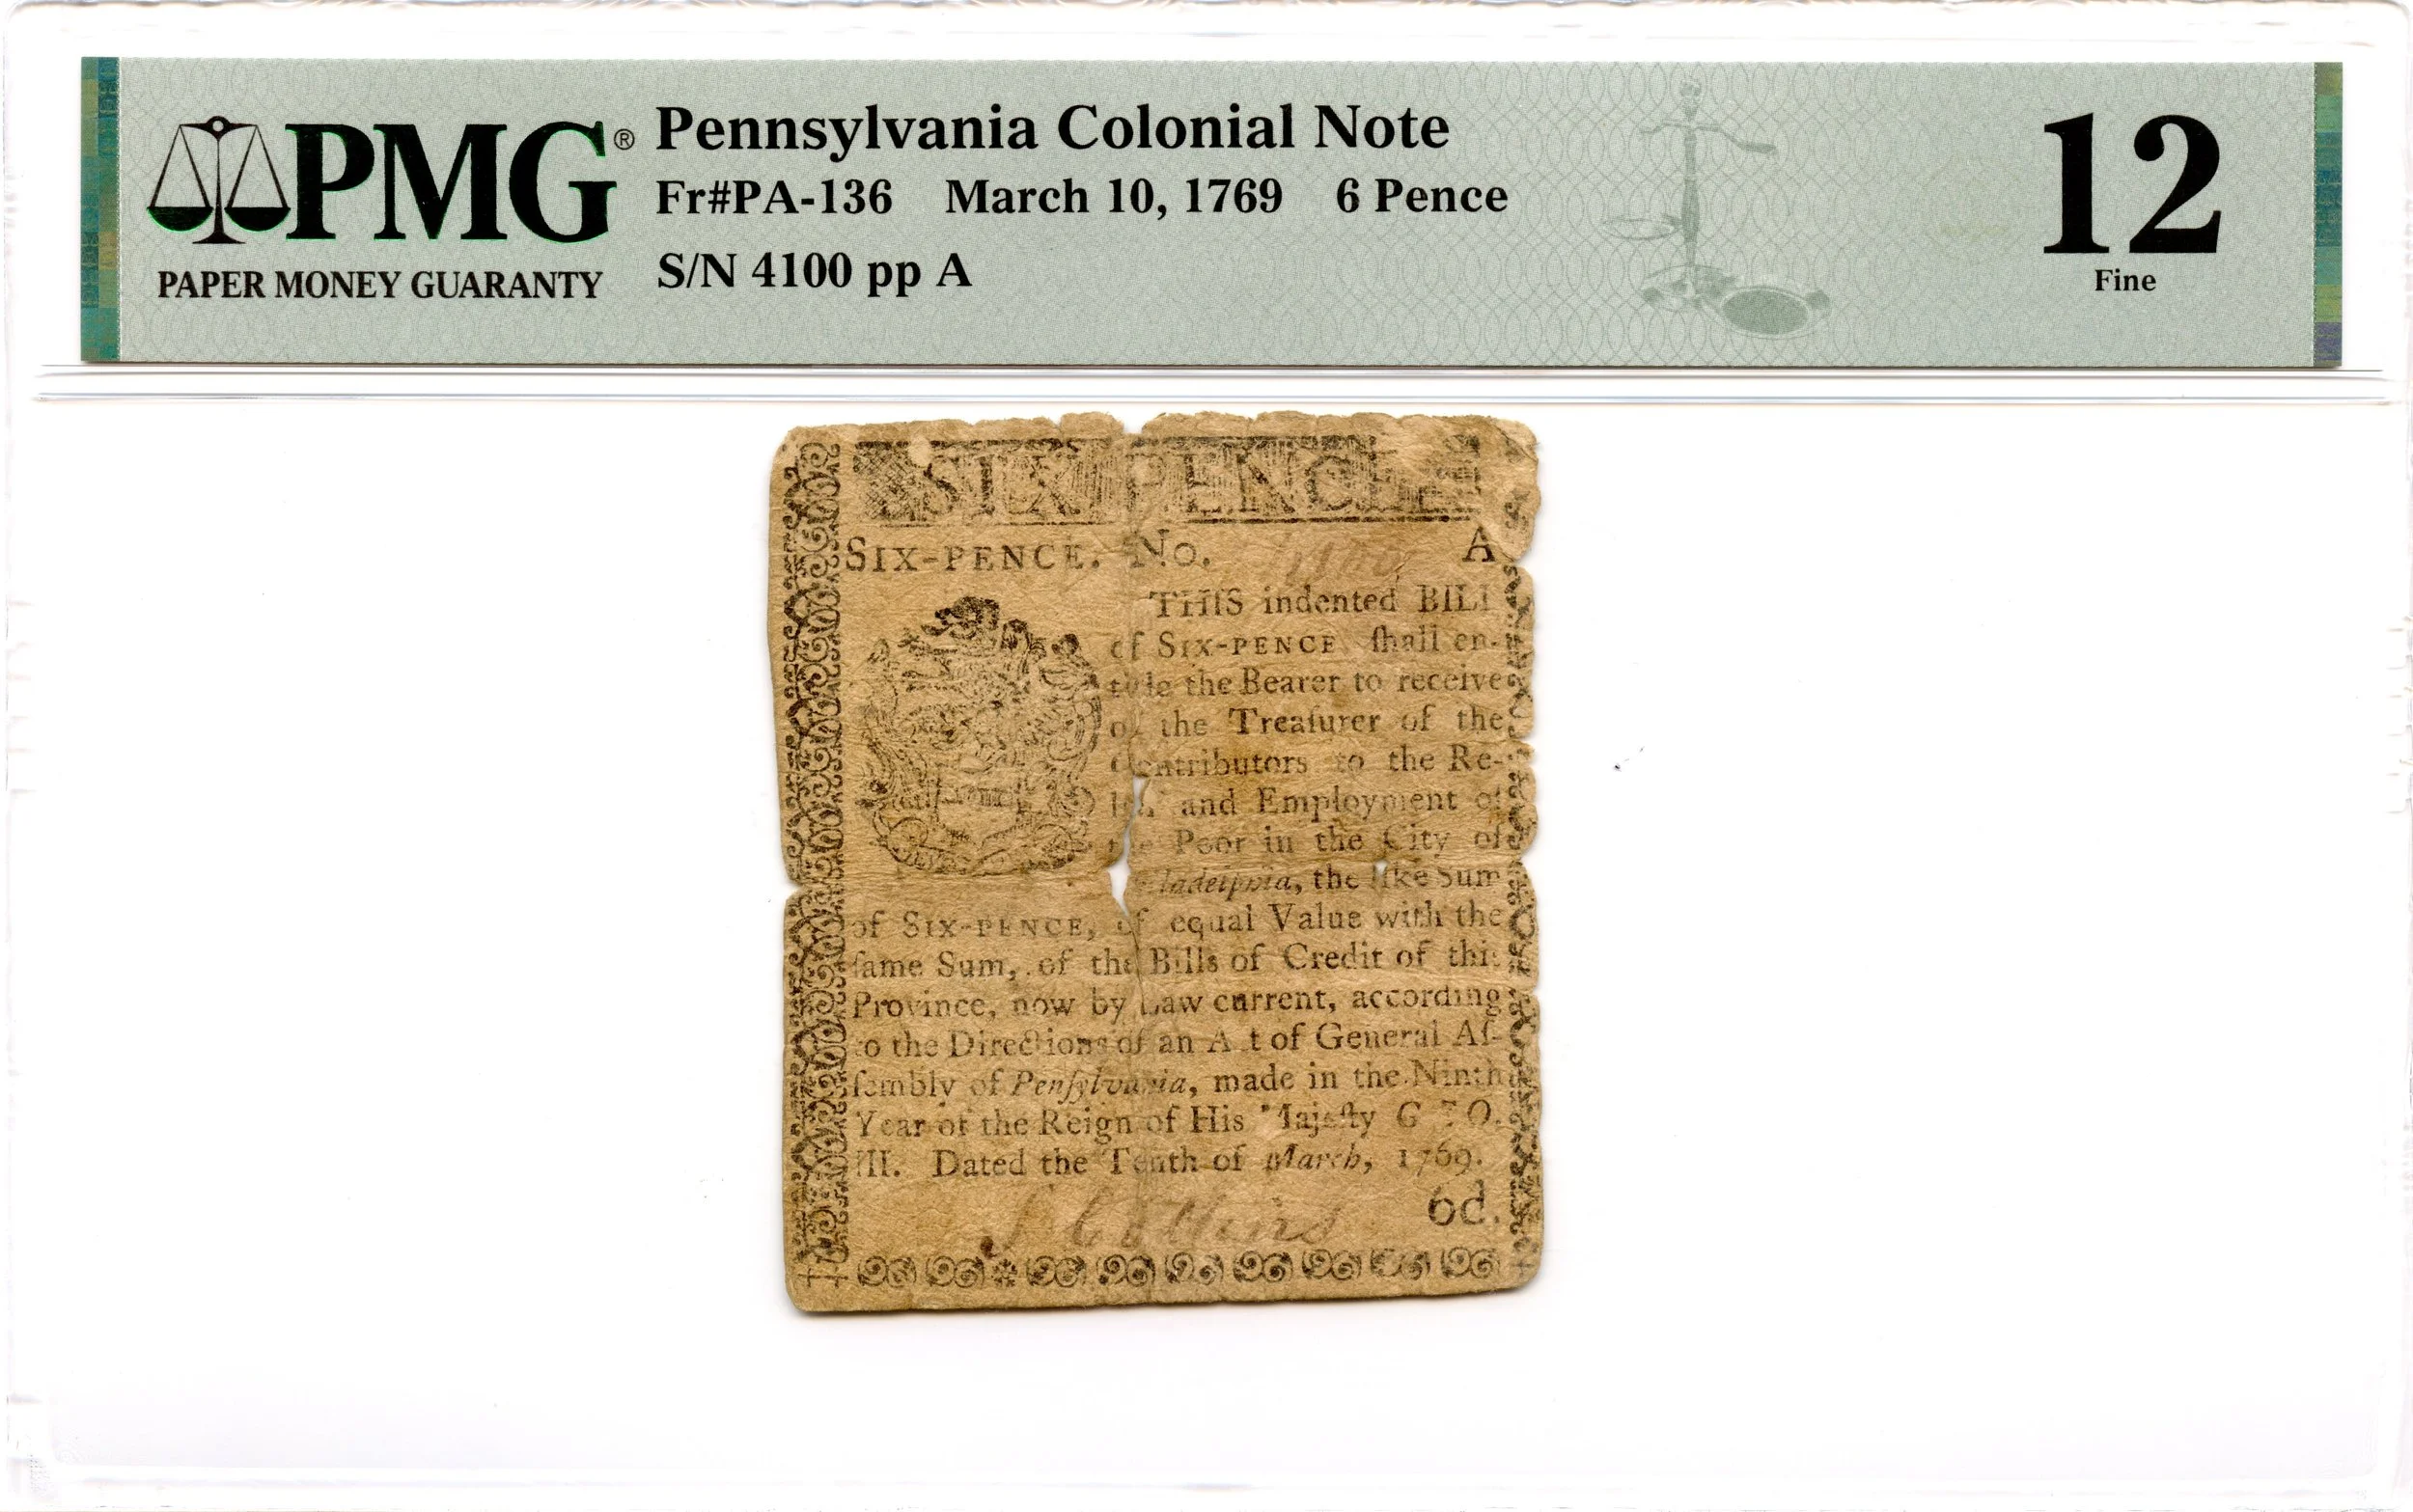 PMG®
PAPER MONEY GUARANTY
Pennsylvania Colonial Note
Fr#PA-136 March 10, 1769 6 Pence
S/N 4100 pp A
12
Fine
SIX PENCE
SIX-PENCE. No. A
THIS indented BILL
of SIX-PENCE ſhall en-
the Bearer to receive
of the Treaſurer of the
Contributors to the Re-
and Employment of
the Poor in the City of
the like Sum
of SIX-PENCE, of equal Value with the
ſame Sum, of the Bills of Credit of this
Province, now by Law current, according
to the Directions of an Act of General Aſ-
ſembly of Penſylvania, made in the Ninth
Year of the Reign of His Majeſty GEO.
III. Dated the Tenth of March, 1769.
6d.
S Collins